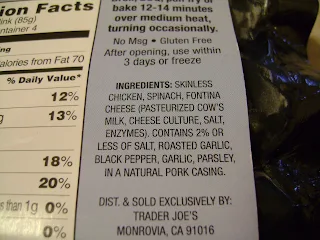 ion Facts
link (85g)
ontainer 4
ving
alories from Fat 70
% Daily Value*
12%
g 13%
18%
20%
s than 1g 0%
0%
bake 12-14 minutes
over medium heat,
turning occasionally.
No Msg • Gluten Free
After opening, use within
3 days or freeze
INGREDIENTS: SKINLESS
CHICKEN, SPINACH, FONTINA
CHEESE (PASTEURIZED COW'S
MILK, CHEESE CULTURE, SALT,
ENZYMES). CONTAINS 2% OR
LESS OF SALT, ROASTED GARLIC,
BLACK PEPPER, GARLIC, PARSLEY,
IN A NATURAL PORK CASING.
DIST. & SOLD EXCLUSIVELY BY:
TRADER JOE'S
MONROVIA, CA 91016